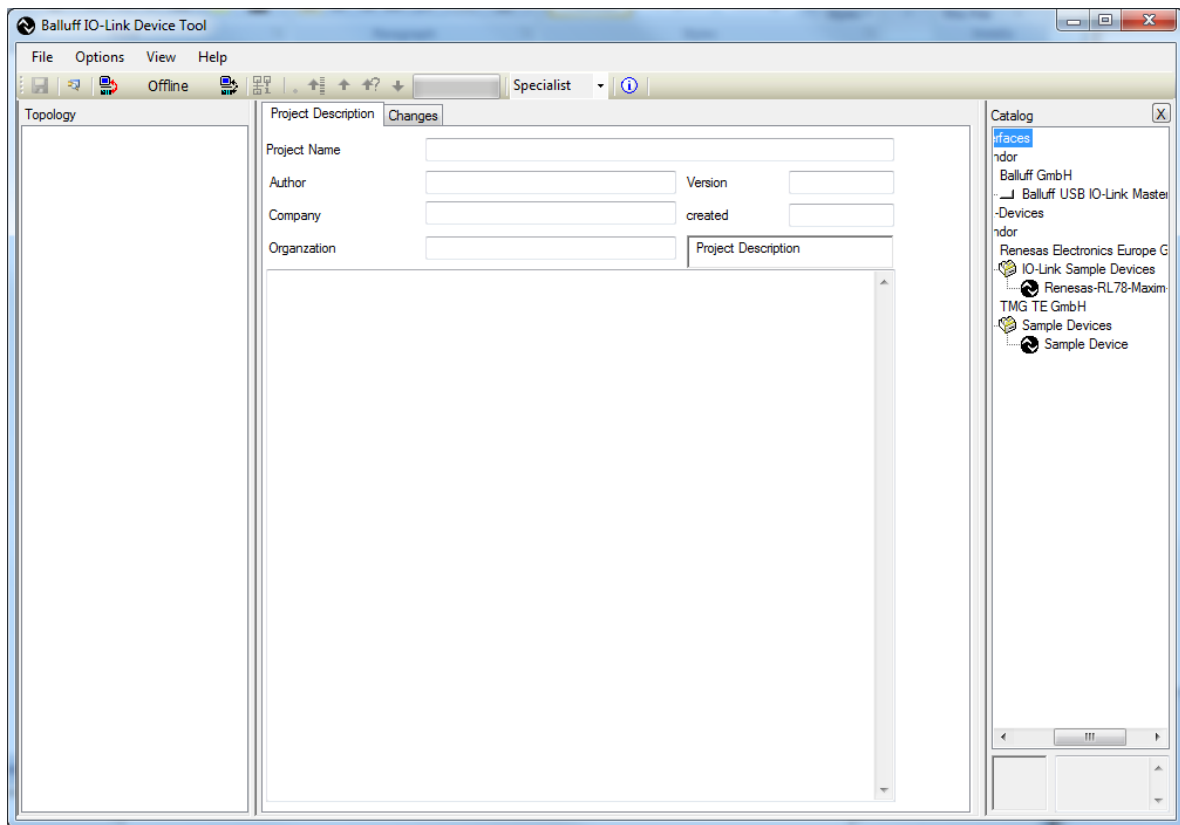 Balluff IO-Link Device Tool
File Options View Help
Offline Specialist
Topology
Project Description Changes
Project Name
Author Version
Company created
Organzation Project Description
Catalog X
rfaces
ndor
Balluff GmbH
Balluff USB IO-Link Master
-Devices
ndor
Renesas Electronics Europe G
IO-Link Sample Devices
Renesas-RL78-Maxim-
TMG TE GmbH
Sample Devices
Sample Device